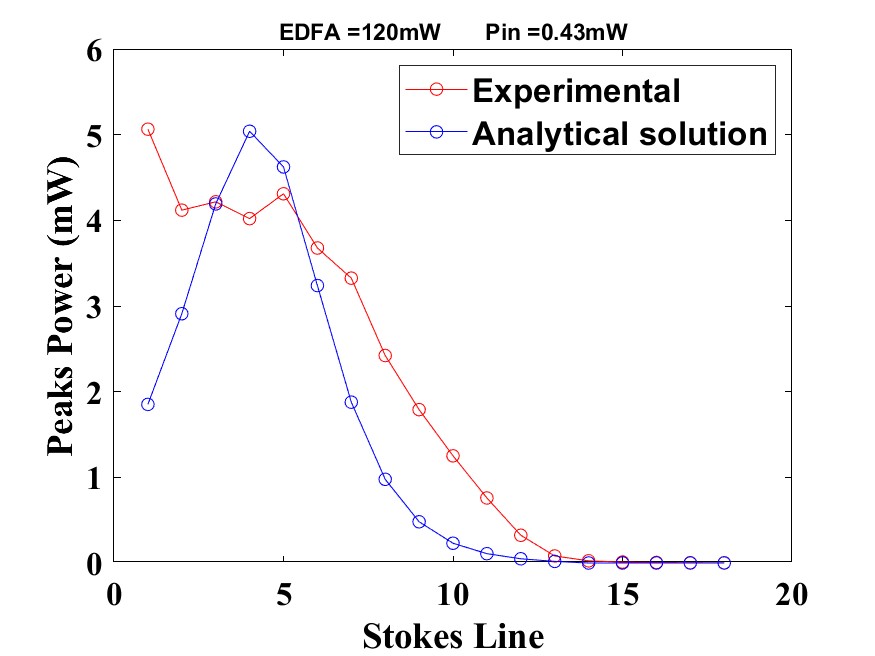 EDFA =120mW Pin =0.43mW
Experimental
Analytical solution
Peaks Power (mW)
6
5
4
3
2
1
0
0 5 10 15 20
Stokes Line